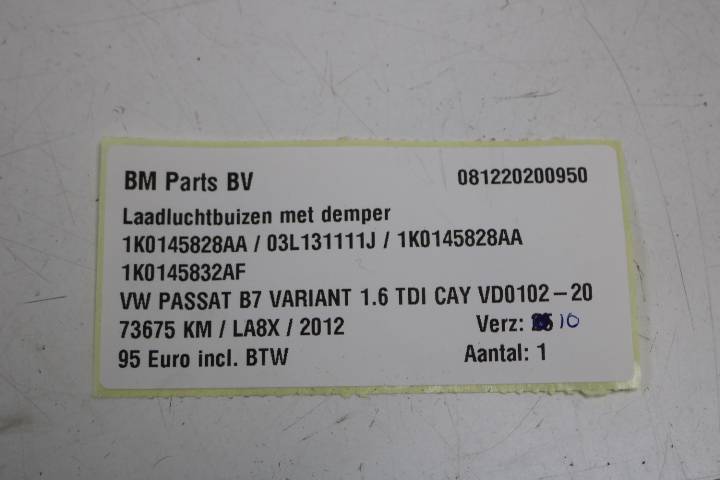 BM Parts BV 081220200950
Laadluchtbuizen met demper
1K0145828AA / 03L131111J / 1K0145828AA
1K0145832AF
VW PASSAT B7 VARIANT 1.6 TDI CAY VD0102-20
73675 KM / LA8X / 2012 Verz: 10
95 Euro incl. BTW Aantal: 1